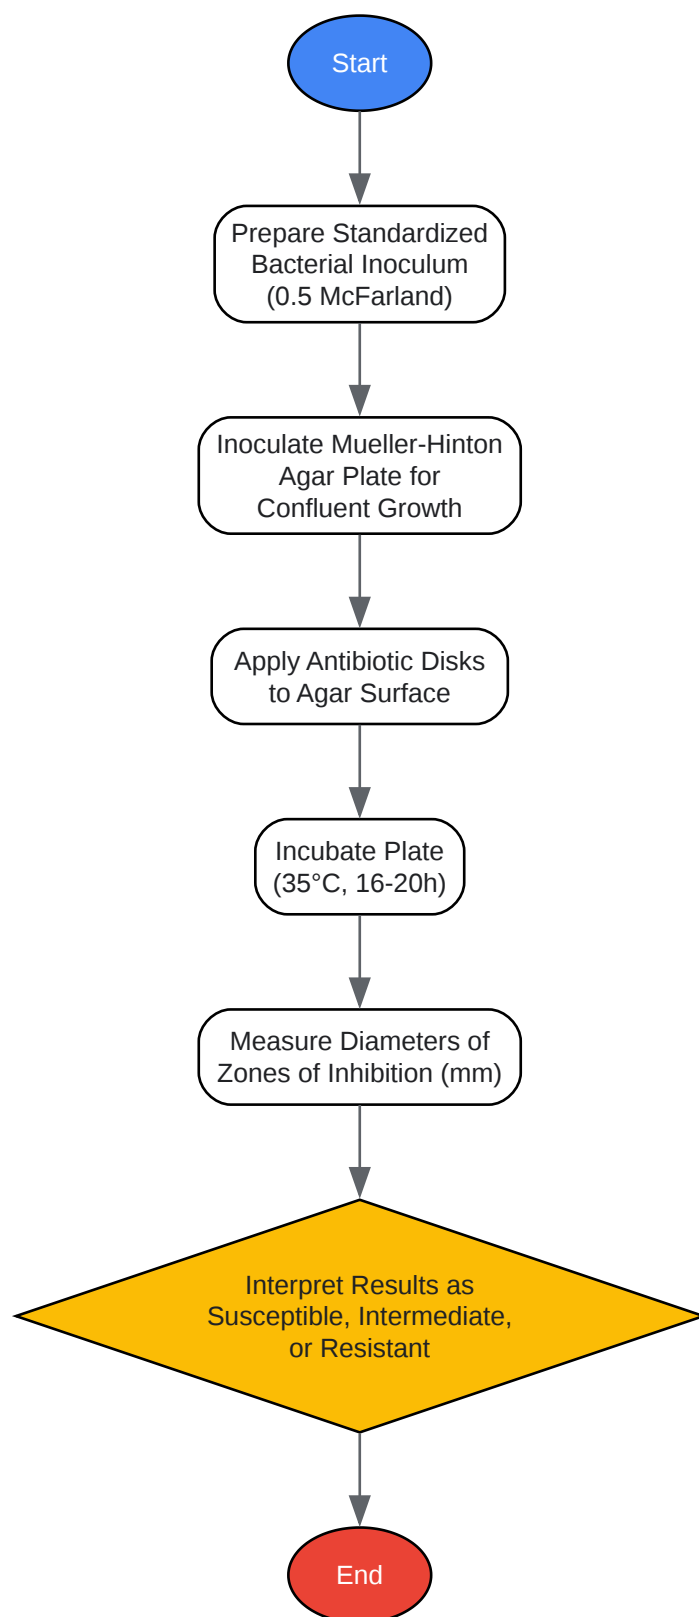 Start
Prepare Standardized
Bacterial Inoculum
(0.5 McFarland)
Inoculate Mueller-Hinton
Agar Plate for
Confluent Growth
Apply Antibiotic Disks
to Agar Surface
Incubate Plate
(35°C, 16-20h)
Measure Diameters of
Zones of Inhibition (mm)
Interpret Results as
Susceptible, Intermediate,
or Resistant
End